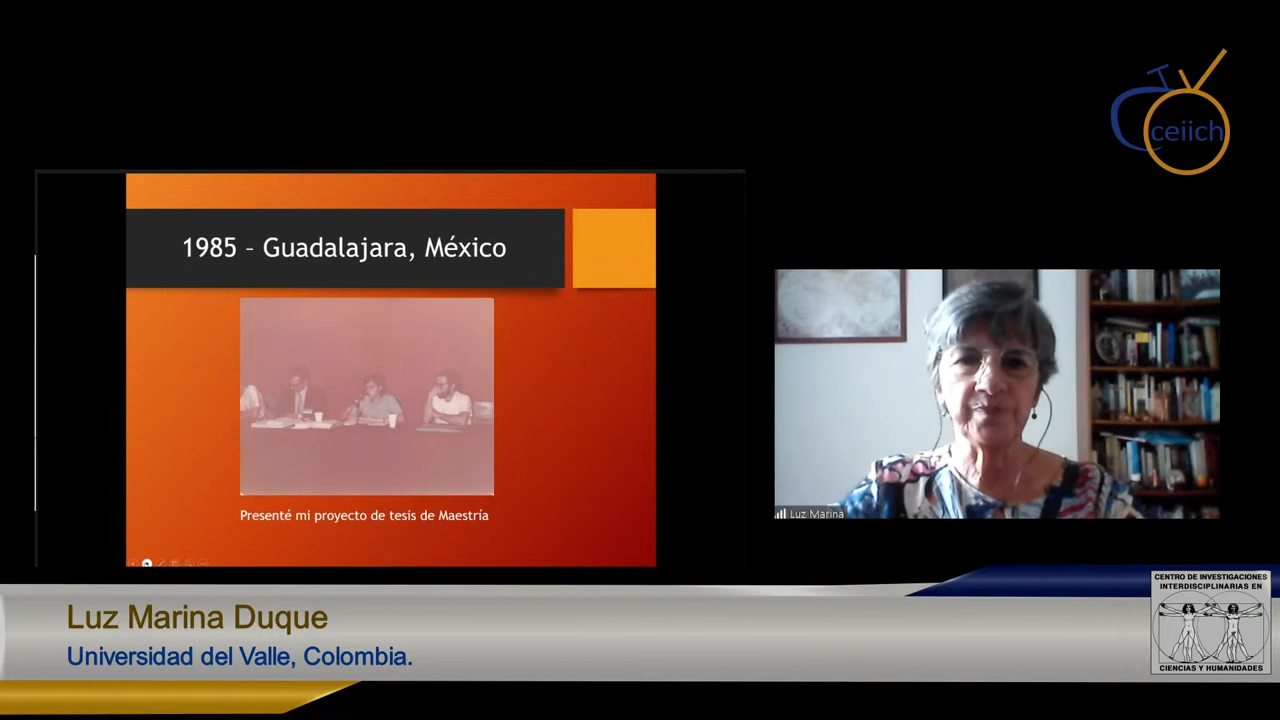 TV
ceiich
1985 – Guadalajara, México
Presenté mi proyecto de tesis de Maestría
Luz Marina
Luz Marina Duque
Universidad del Valle, Colombia.
CENTRO DE INVESTIGACIONES
INTERDISCIPLINARIAS EN
CIENCIAS Y HUMANIDADES